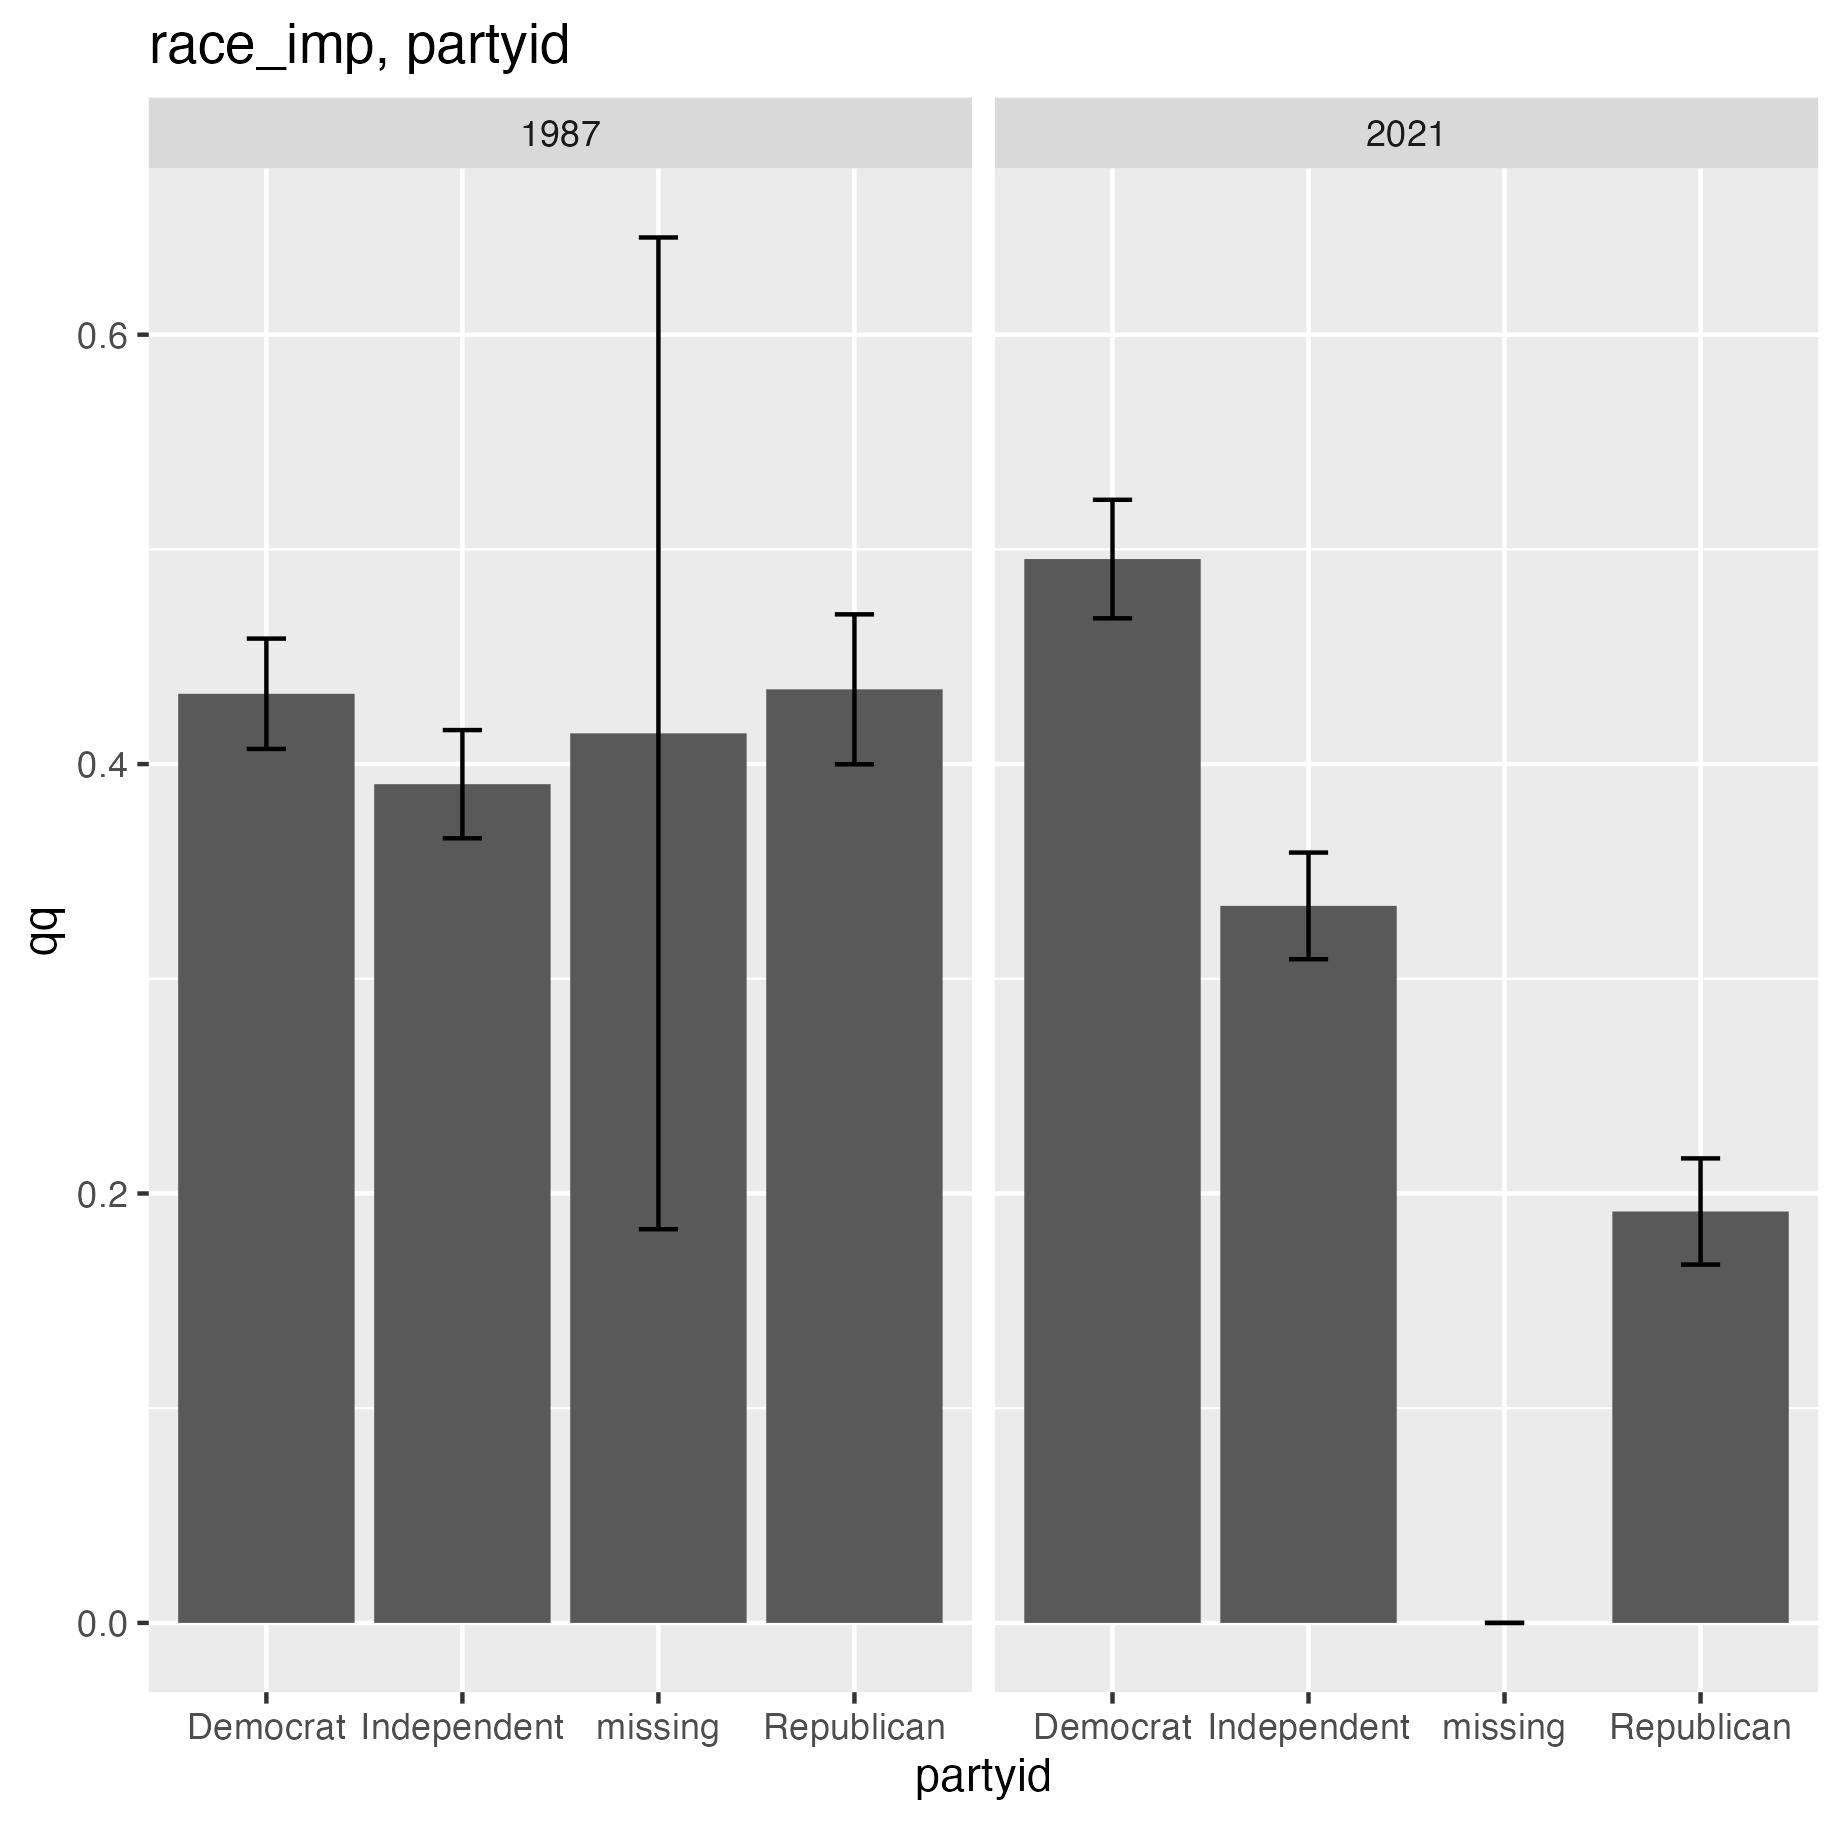 race_imp, partyid
1987
2021
qq
0.6
0.4
0.2
0.0
Democrat Independent missing Republican
Democrat Independent missing Republican
partyid